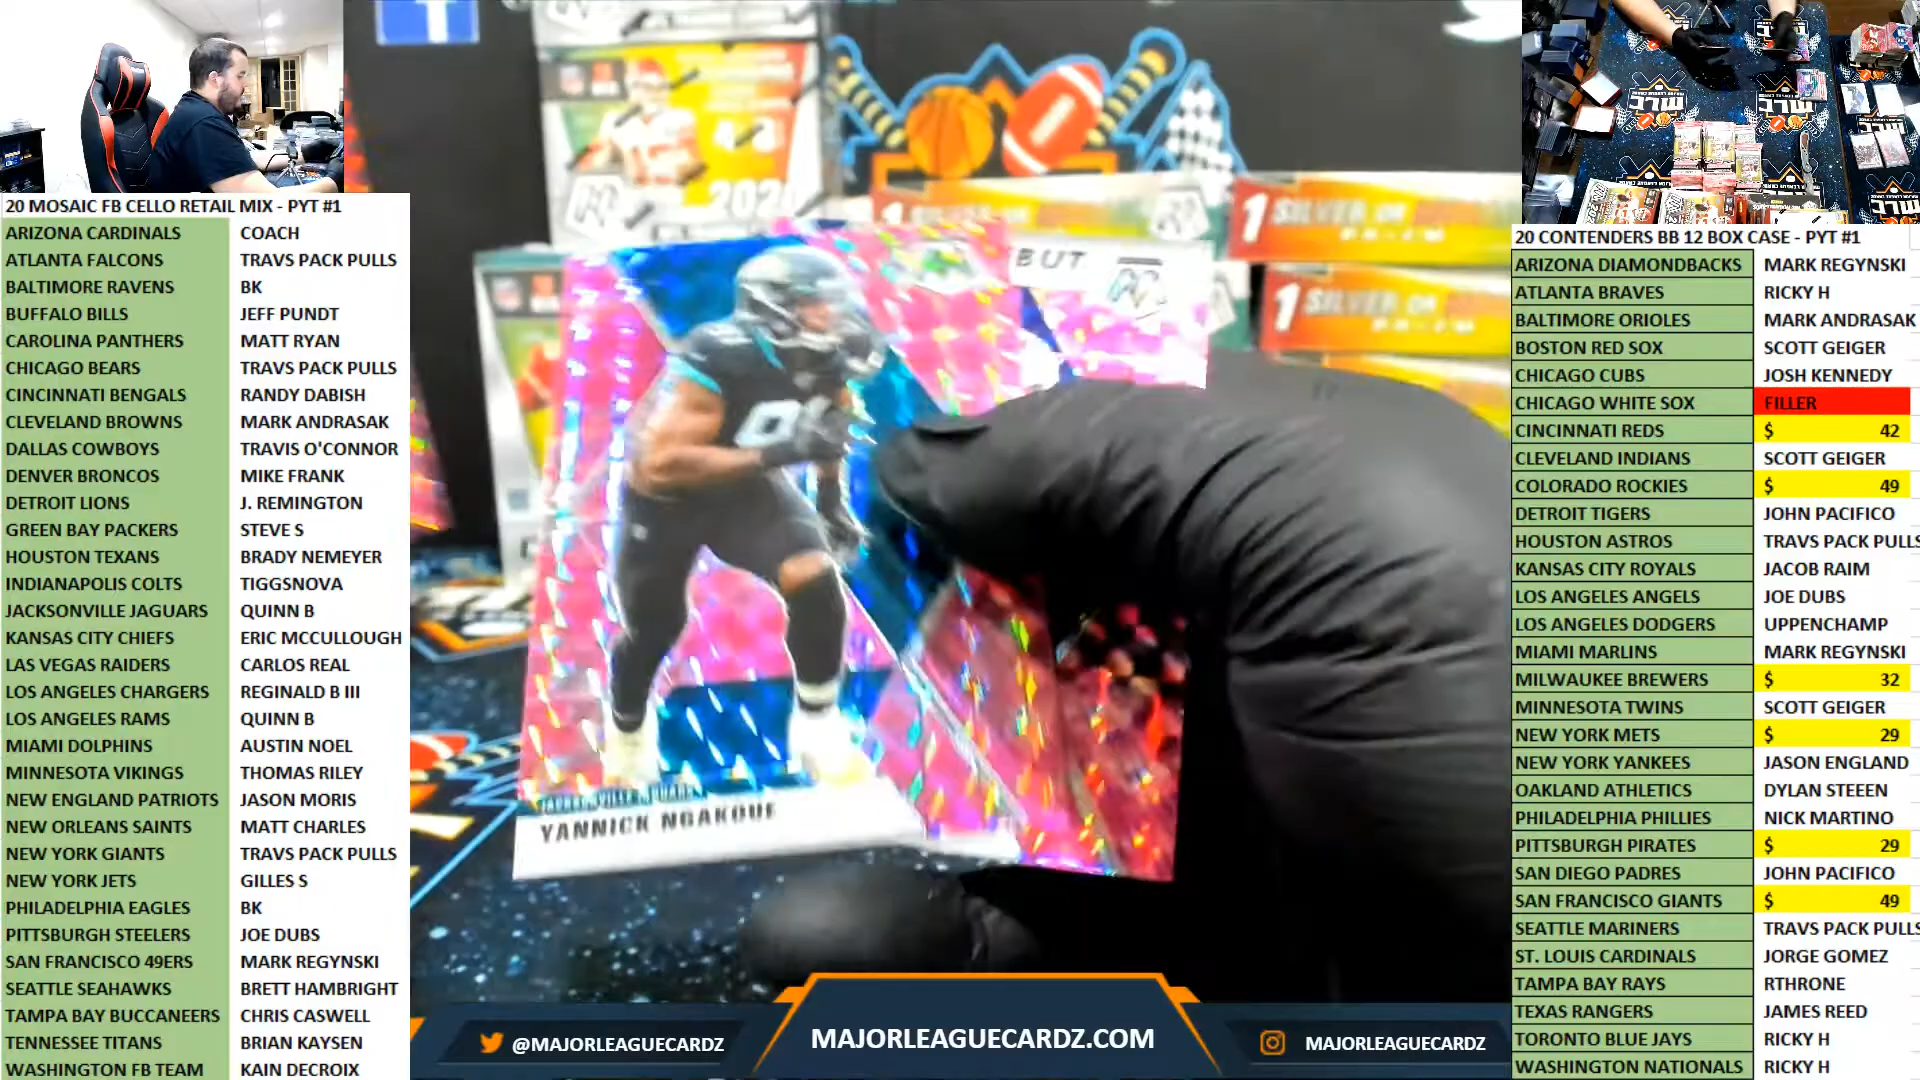 20 MOSAIC FB CELLO RETAIL MIX - PYT #1
ARIZONA CARDINALS COACH
ATLANTA FALCONS TRAVS PACK PULLS
BALTIMORE RAVENS BK
BUFFALO BILLS JEFF PUNDT
CAROLINA PANTHERS MATT RYAN
CHICAGO BEARS TRAVS PACK PULLS
CINCINNATI BENGALS RANDY DABISH
CLEVELAND BROWNS MARK ANDRASAK
DALLAS COWBOYS TRAVIS O'CONNOR
DENVER BRONCOS MIKE FRANK
DETROIT LIONS J. REMINGTON
GREEN BAY PACKERS STEVE S
HOUSTON TEXANS BRADY NEMEYER
INDIANAPOLIS COLTS TIGGSNOVA
JACKSONVILLE JAGUARS QUINN B
KANSAS CITY CHIEFS ERIC MCCULLOUGH
LAS VEGAS RAIDERS CARLOS REAL
LOS ANGELES CHARGERS REGINALD B III
LOS ANGELES RAMS QUINN B
MIAMI DOLPHINS AUSTIN NOEL
MINNESOTA VIKINGS THOMAS RILEY
NEW ENGLAND PATRIOTS JASON MORIS
NEW ORLEANS SAINTS MATT CHARLES
NEW YORK GIANTS TRAVS PACK PULLS
NEW YORK JETS GILLES S
PHILADELPHIA EAGLES BK
PITTSBURGH STEELERS JOE DUBS
SAN FRANCISCO 49ERS MARK REGYNSKI
SEATTLE SEAHAWKS BRETT HAMBRIGHT
TAMPA BAY BUCCANEERS CHRIS CASWELL
TENNESSEE TITANS BRIAN KAYSEN
WASHINGTON FB TEAM KAIN DECROIX
2020
1 SILVER OR
1 SILVER OR
BUT
YANNICK NGAKOUE
@MAJORLEAGUECARDZ
MAJORLEAGUECARDZ.COM
MAJORLEAGUECARDZ
20 CONTENDERS BB 12 BOX CASE - PYT #1
ARIZONA DIAMONDBACKS MARK REGYNSKI
ATLANTA BRAVES RICKY H
BALTIMORE ORIOLES MARK ANDRASAK
BOSTON RED SOX SCOTT GEIGER
CHICAGO CUBS JOSH KENNEDY
CHICAGO WHITE SOX FILLER
CINCINNATI REDS $ 42
CLEVELAND INDIANS SCOTT GEIGER
COLORADO ROCKIES $ 49
DETROIT TIGERS JOHN PACIFICO
HOUSTON ASTROS TRAVS PACK PULLS
KANSAS CITY ROYALS JACOB RAIM
LOS ANGELES ANGELS JOE DUBS
LOS ANGELES DODGERS UPPENCHAMP
MIAMI MARLINS MARK REGYNSKI
MILWAUKEE BREWERS $ 32
MINNESOTA TWINS SCOTT GEIGER
NEW YORK METS $ 29
NEW YORK YANKEES JASON ENGLAND
OAKLAND ATHLETICS DYLAN STEEEN
PHILADELPHIA PHILLIES NICK MARTINO
PITTSBURGH PIRATES $ 29
SAN DIEGO PADRES JOHN PACIFICO
SAN FRANCISCO GIANTS $ 49
SEATTLE MARINERS TRAVS PACK PULLS
ST. LOUIS CARDINALS JORGE GOMEZ
TAMPA BAY RAYS RTHRONE
TEXAS RANGERS JAMES REED
TORONTO BLUE JAYS RICKY H
WASHINGTON NATIONALS RICKY H